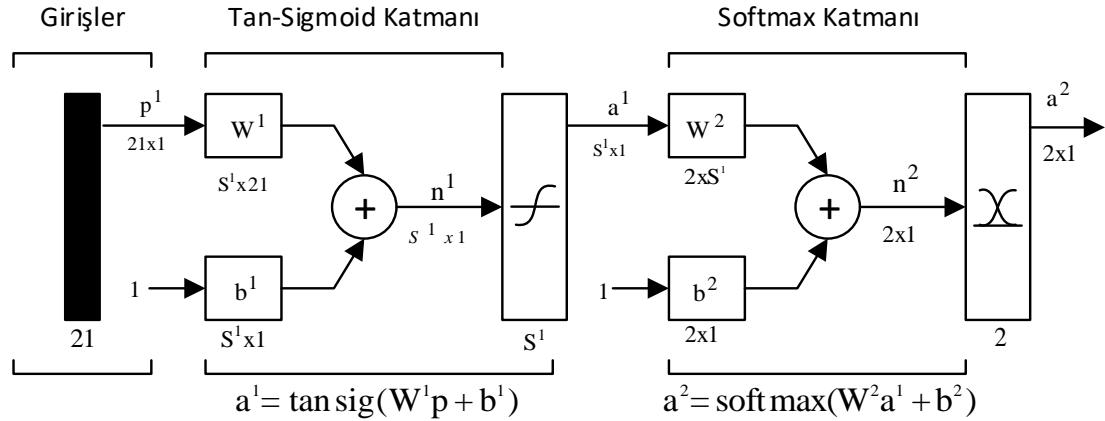 Girişler
Tan-Sigmoid Katmanı
Softmax Katmanı
p¹
21x1
W¹
S¹x21
n¹
S¹x1
1
b¹
S¹x1
21
S¹
a¹
S¹x1
W²
2xS¹
n²
2x1
1
b²
2x1
2
a²
2x1
a¹= tansig(W¹p + b¹)
a²= softmax(W²a¹ + b²)